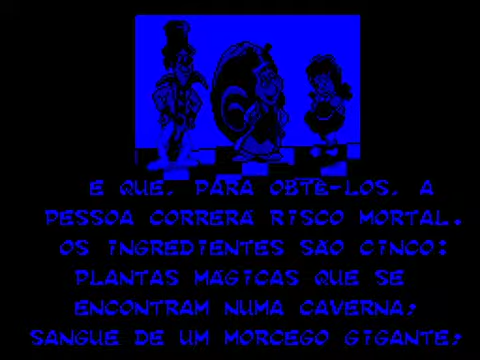 E QUE, PARA OBTÊ-LOS, A
PESSOA CORRERÁ RISCO MORTAL.
OS INGREDIENTES SÃO CINCO:
PLANTAS MÁGICAS QUE SE
ENCONTRAM NUMA CAVERNA;
SANGUE DE UM MORCEGO GIGANTE;